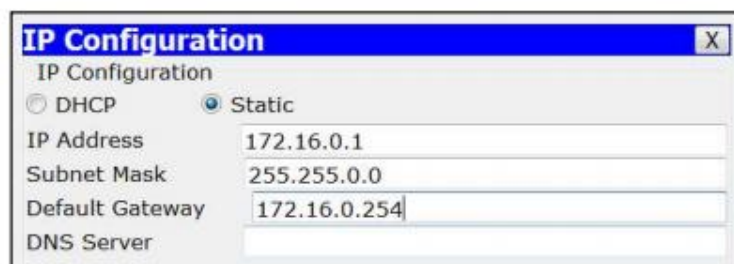 IP Configuration X
IP Configuration
DHCP Static
IP Address 172.16.0.1
Subnet Mask 255.255.0.0
Default Gateway 172.16.0.254
DNS Server